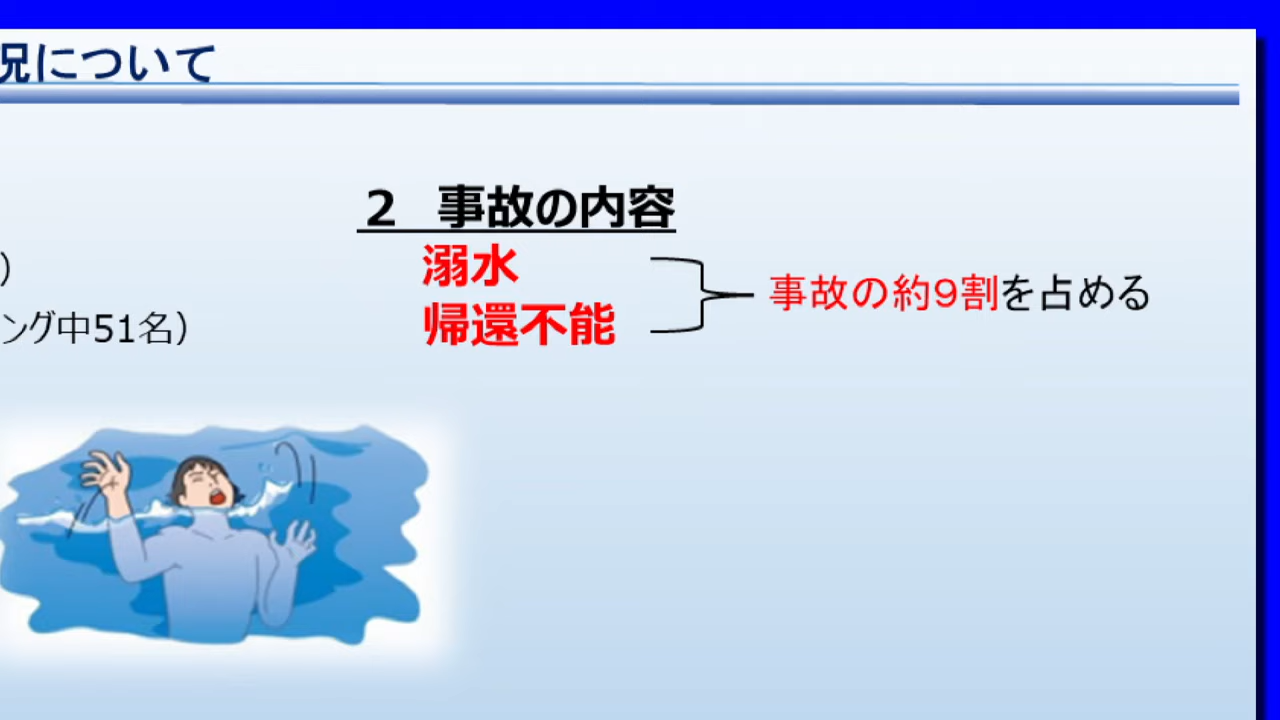 況について
２　事故の内容
溺水
帰還不能
事故の約９割を占める
）
ング中51名）